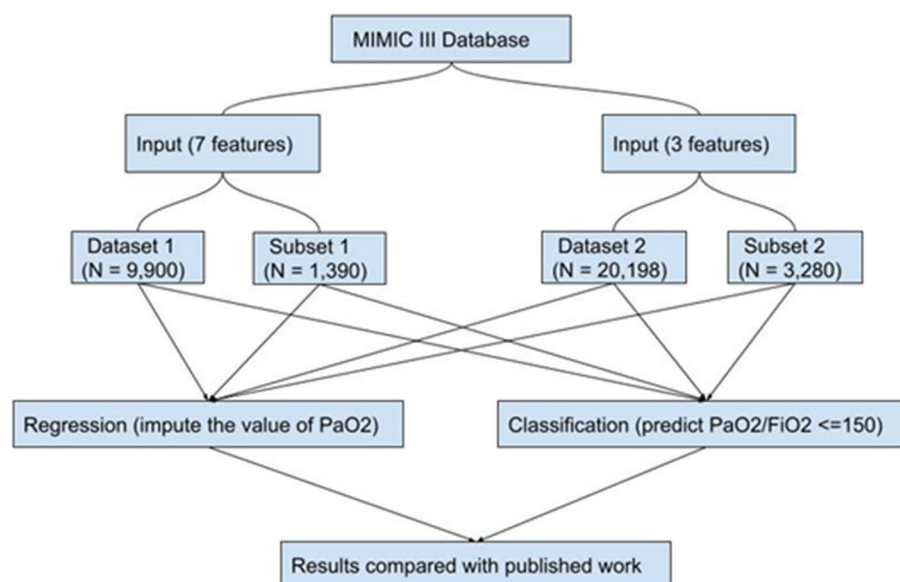 MIMIC III Database
Input (7 features)
Input (3 features)
Dataset 1
(N = 9,900)
Subset 1
(N = 1,390)
Dataset 2
(N = 20,198)
Subset 2
(N = 3,280)
Regression (impute the value of PaO2)
Classification (predict PaO2/FiO2 <=150)
Results compared with published work